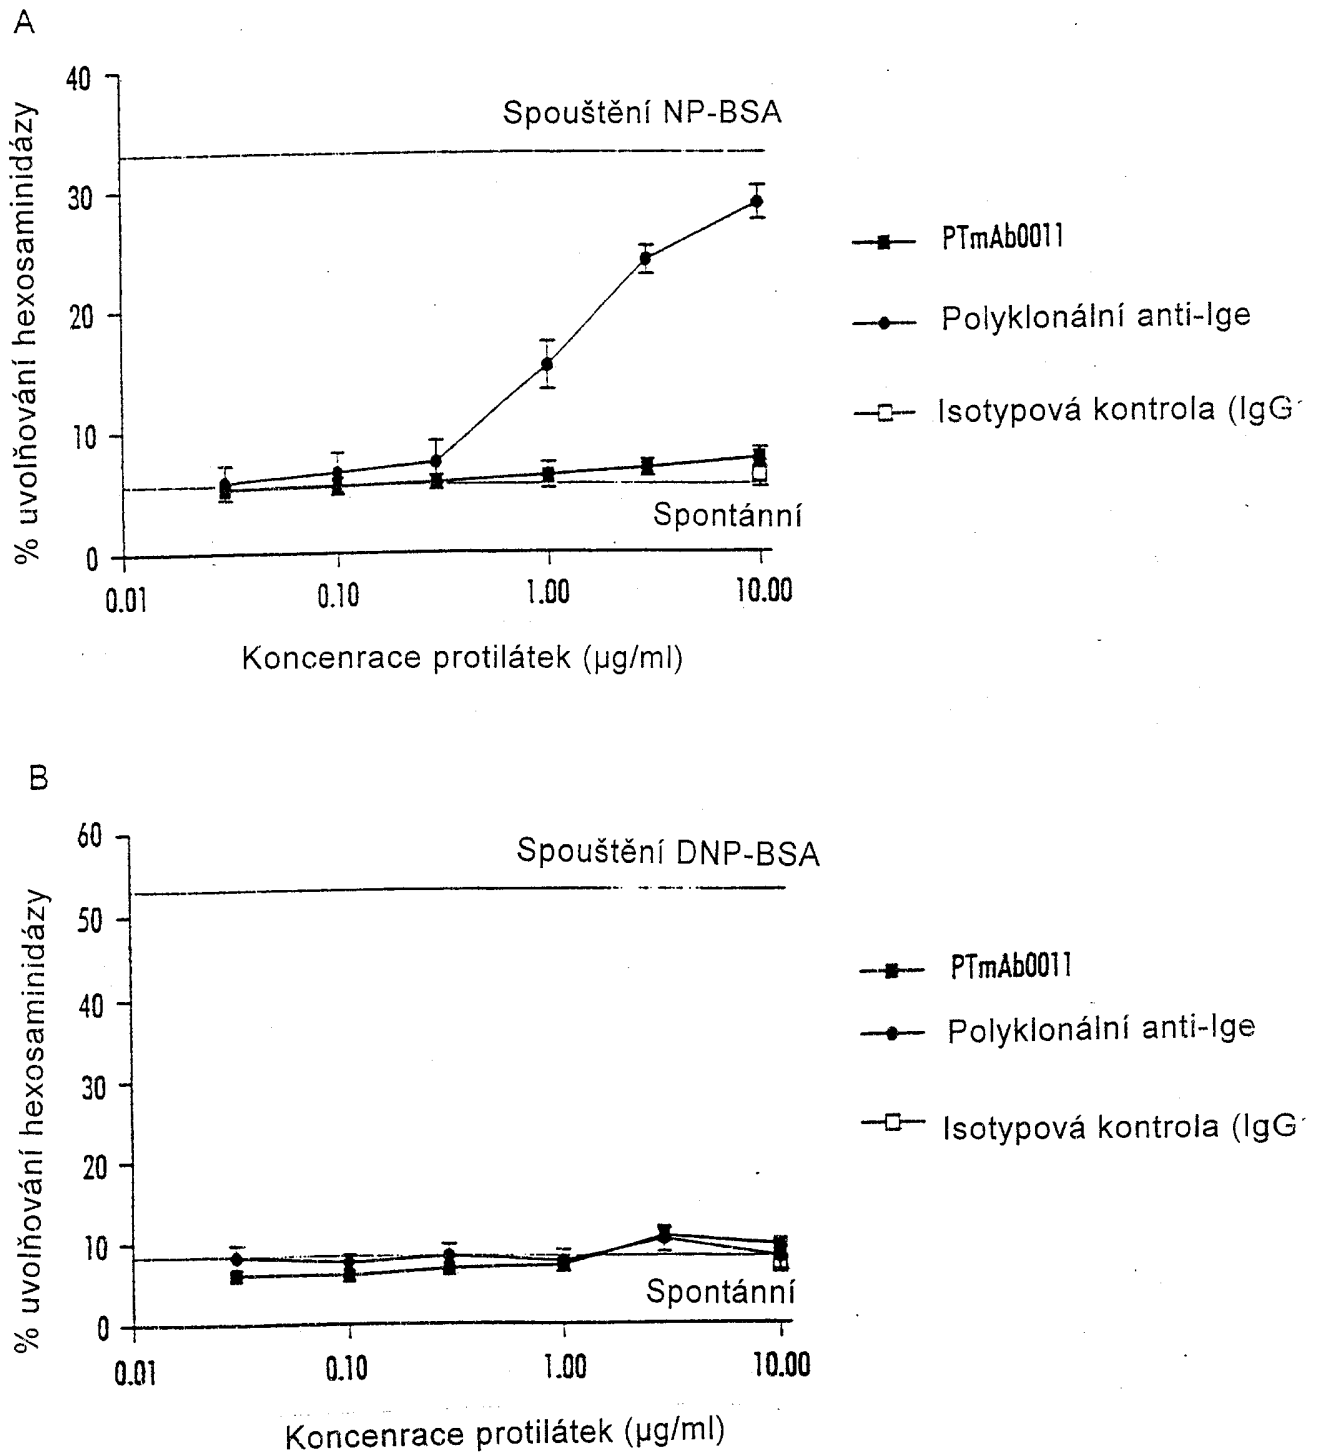 A
% uvolňování hexosaminidázy
40
30
20
10
0
Spouštění NP-BSA
Spontánní
0.01 0.10 1.00 10.00
Koncenrace protilátek (µg/ml)
PTmAb0011
Polyklonální anti-Ige
Isotypová kontrola (IgG
B
% uvolňování hexosaminidázy
60
50
40
30
20
10
0
Spouštění DNP-BSA
Spontánní
0.01 0.10 1.00 10.00
Koncenrace protilátek (µg/ml)
PTmAb0011
Polyklonální anti-Ige
Isotypová kontrola (IgG